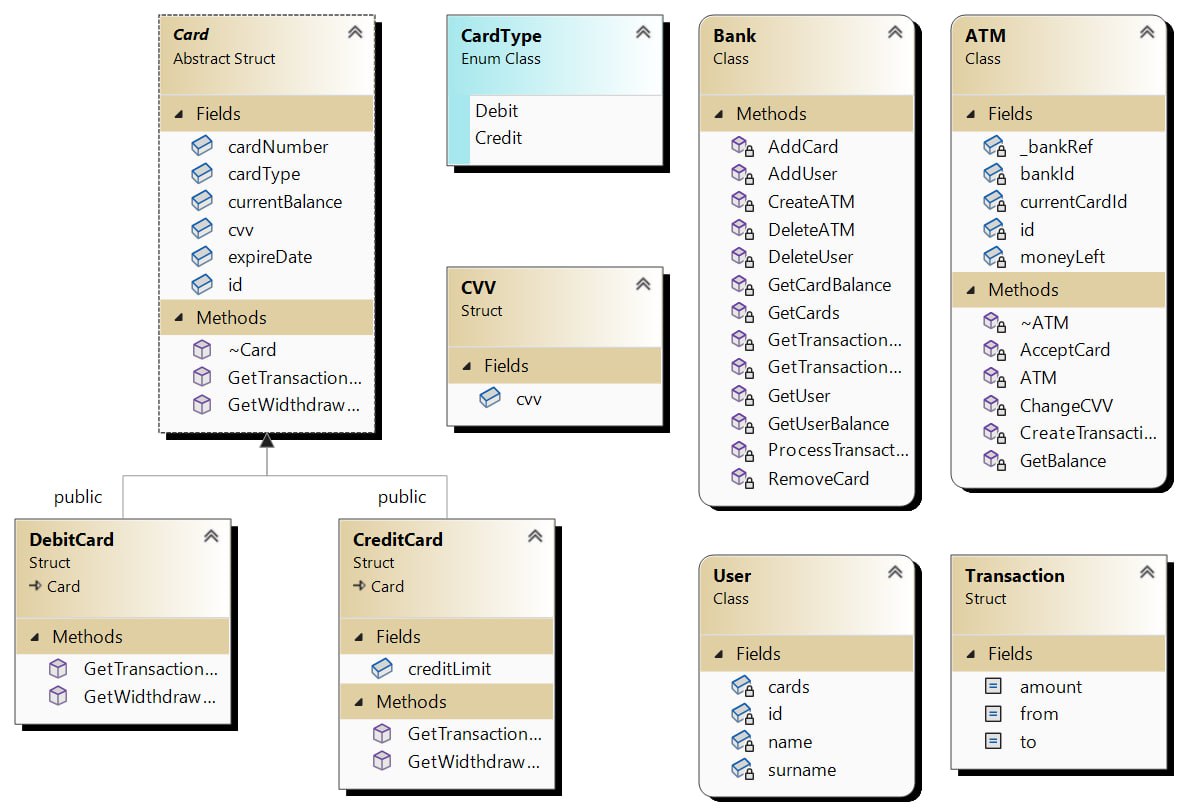 Card
Abstract Struct
Fields
cardNumber
cardType
currentBalance
cvv
expireDate
id
Methods
~Card
GetTransaction...
GetWidthdraw...
CardType
Enum Class
Debit
Credit
CVV
Struct
Fields
cvv
Bank
Class
Methods
AddCard
AddUser
CreateATM
DeleteATM
DeleteUser
GetCardBalance
GetCards
GetTransaction...
GetTransaction...
GetUser
GetUserBalance
ProcessTransact...
RemoveCard
ATM
Class
Fields
_bankRef
bankId
currentCardId
id
moneyLeft
Methods
~ATM
AcceptCard
ATM
ChangeCVV
CreateTransacti...
GetBalance
public
public
DebitCard
Struct
Card
Methods
GetTransaction...
GetWidthdraw...
CreditCard
Struct
Card
Fields
creditLimit
Methods
GetTransaction...
GetWidthdraw...
User
Class
Fields
cards
id
name
surname
Transaction
Struct
Fields
amount
from
to